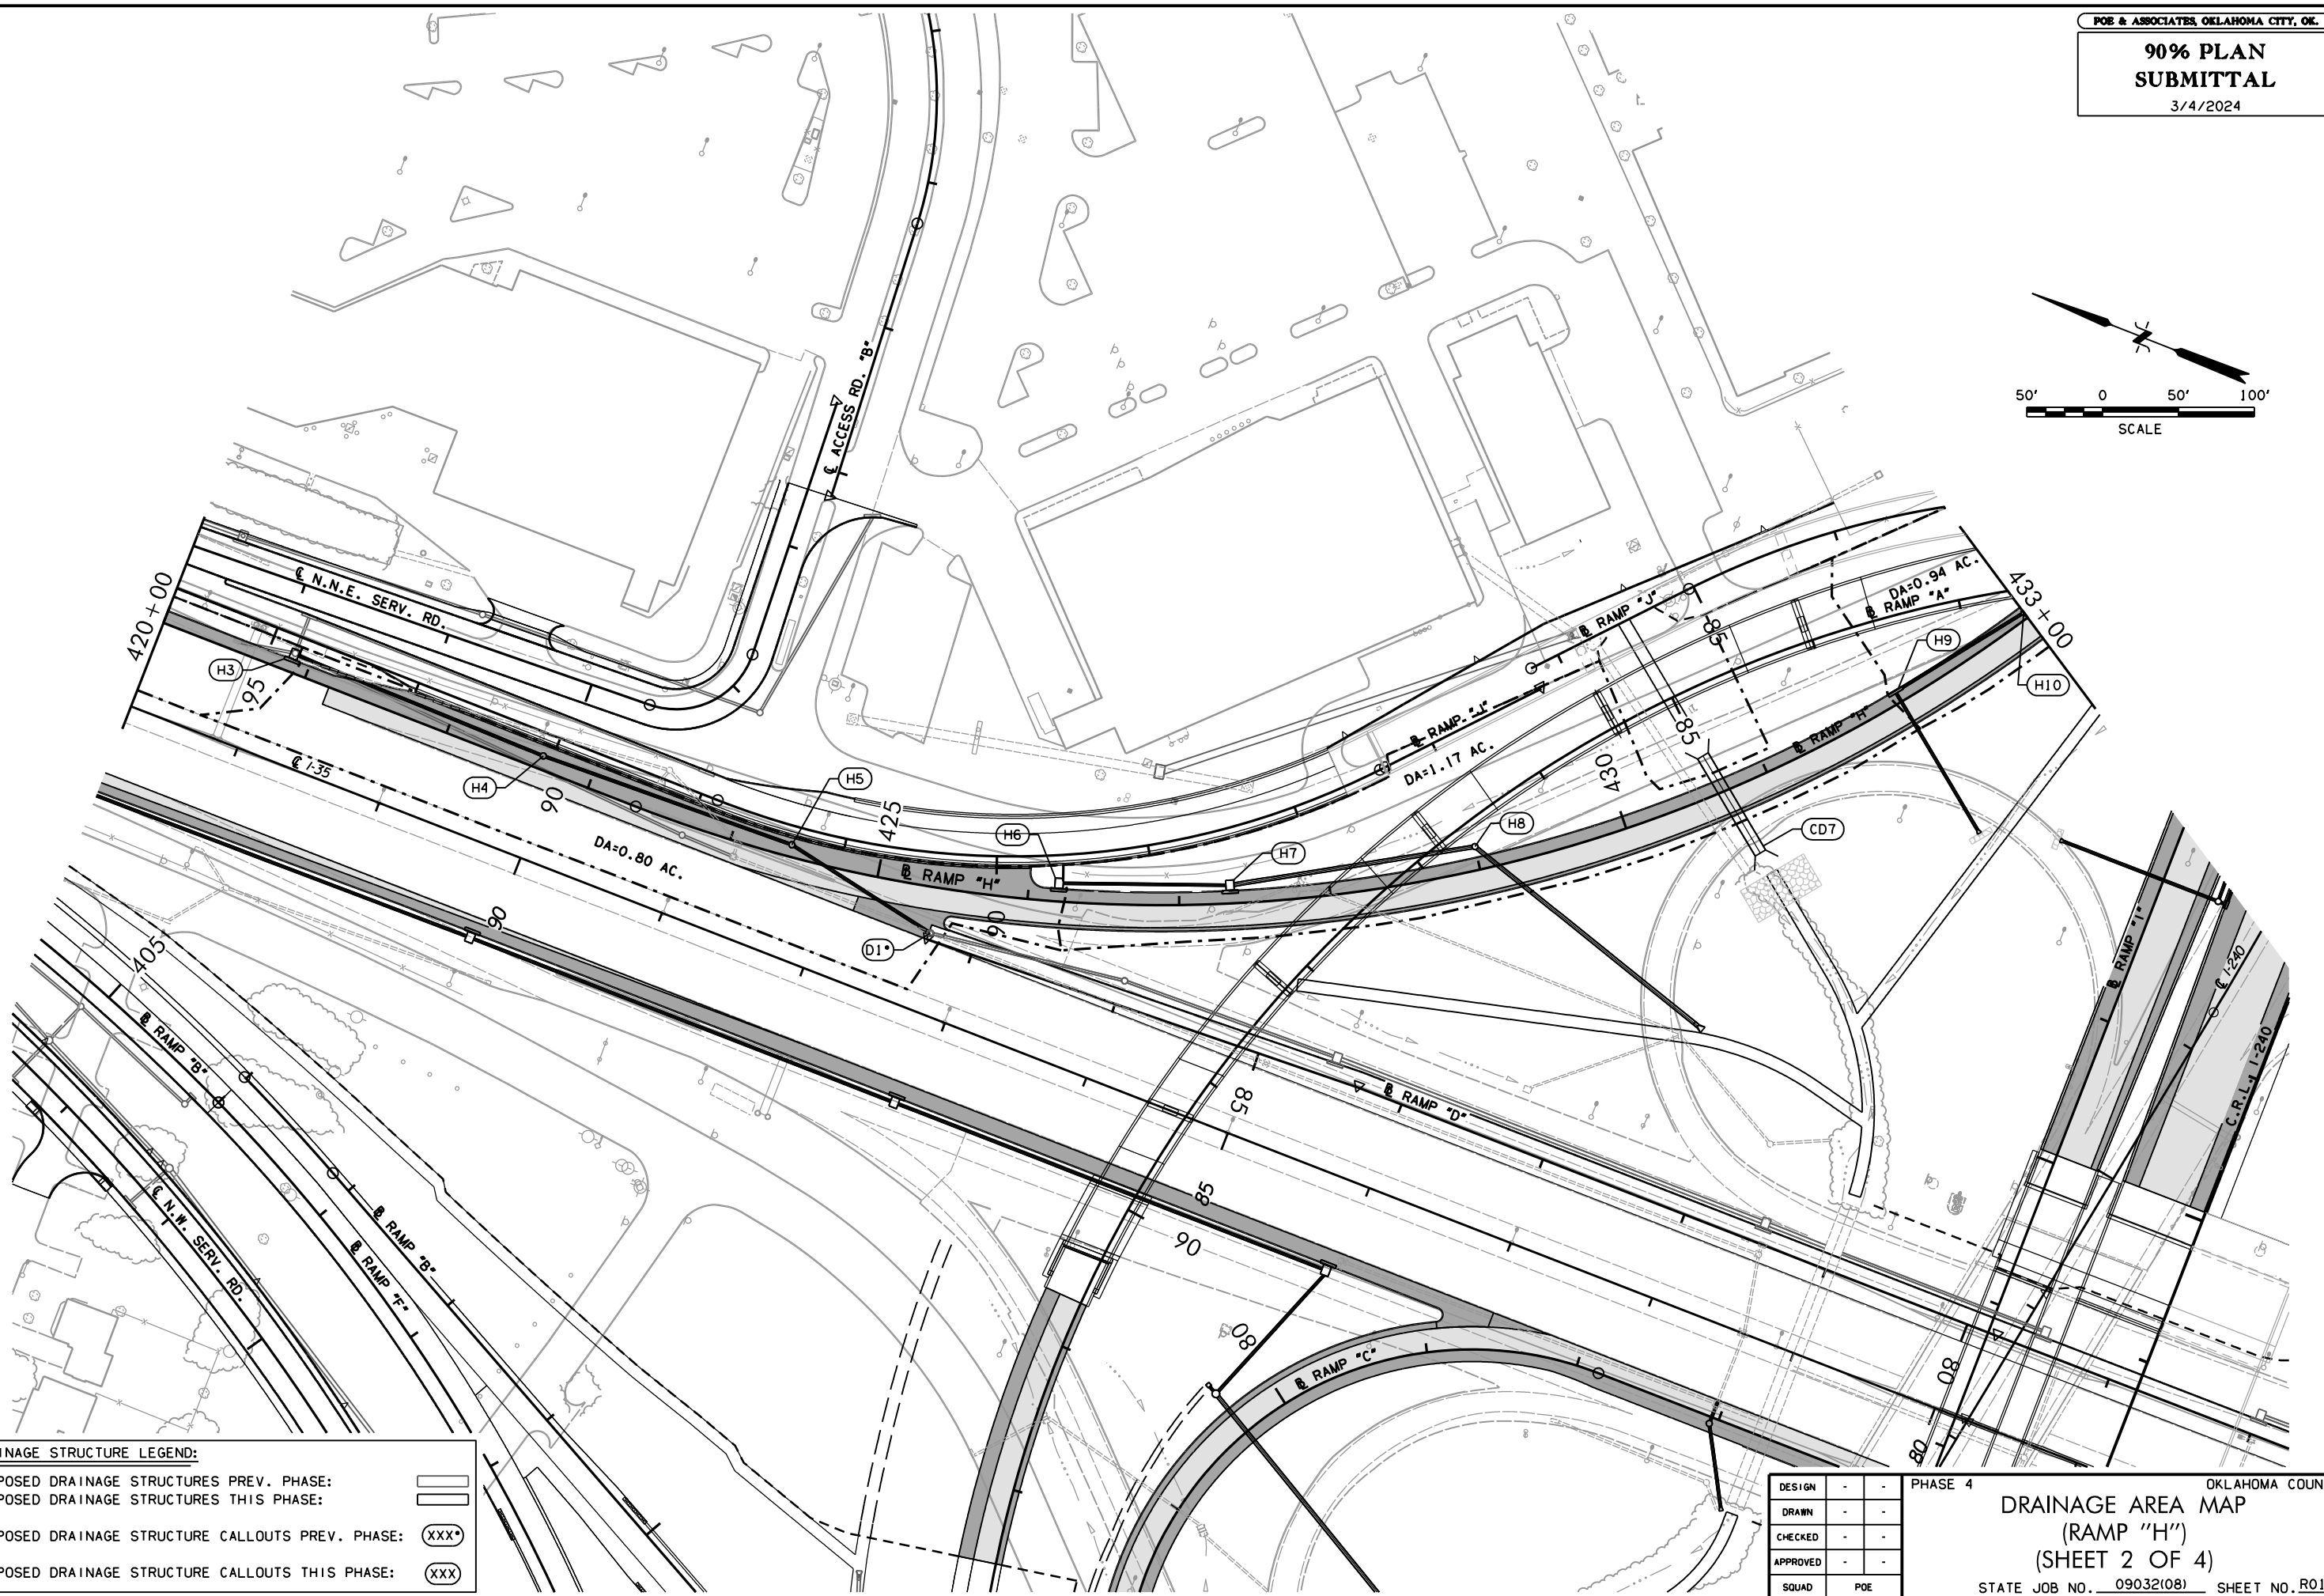 POE & ASSOCIATES, OKLAHOMA CITY, OK.
90% PLAN
SUBMITTAL
3/4/2024
N
50' 0 50' 100'
SCALE
℄ ACCESS RD. "B"
℄ N.N.E. SERV. RD.
420+00
H3
95
℄ I-35
H4
90
H5
425
DA=0.80 AC.
H6
H7
H8
℄ RAMP "H"
D1•
90
90
RAMP "J"
RAMP "J"
DA=1.17 AC.
85
85
430
DA=0.94 AC.
RAMP "A"
433+00
H9
H10
RAMP "H"
CD7
405
RAMP "B"
RAMP "B"
RAMP "F"
℄ N.W. SERV. RD.
RAMP "D"
85
85
90
80
RAMP "C"
RAMP "I"
℄ I-240
C.R.L. I-240
80
80
INAGE STRUCTURE LEGEND:
POSED DRAINAGE STRUCTURES PREV. PHASE:
POSED DRAINAGE STRUCTURES THIS PHASE:
POSED DRAINAGE STRUCTURE CALLOUTS PREV. PHASE: XXX•
POSED DRAINAGE STRUCTURE CALLOUTS THIS PHASE: XXX
DESIGN - -
DRAWN - -
CHECKED - -
APPROVED - -
SQUAD POE
PHASE 4 OKLAHOMA COUN
DRAINAGE AREA MAP
(RAMP "H")
(SHEET 2 OF 4)
STATE JOB NO. 09032(08) SHEET NO. R01